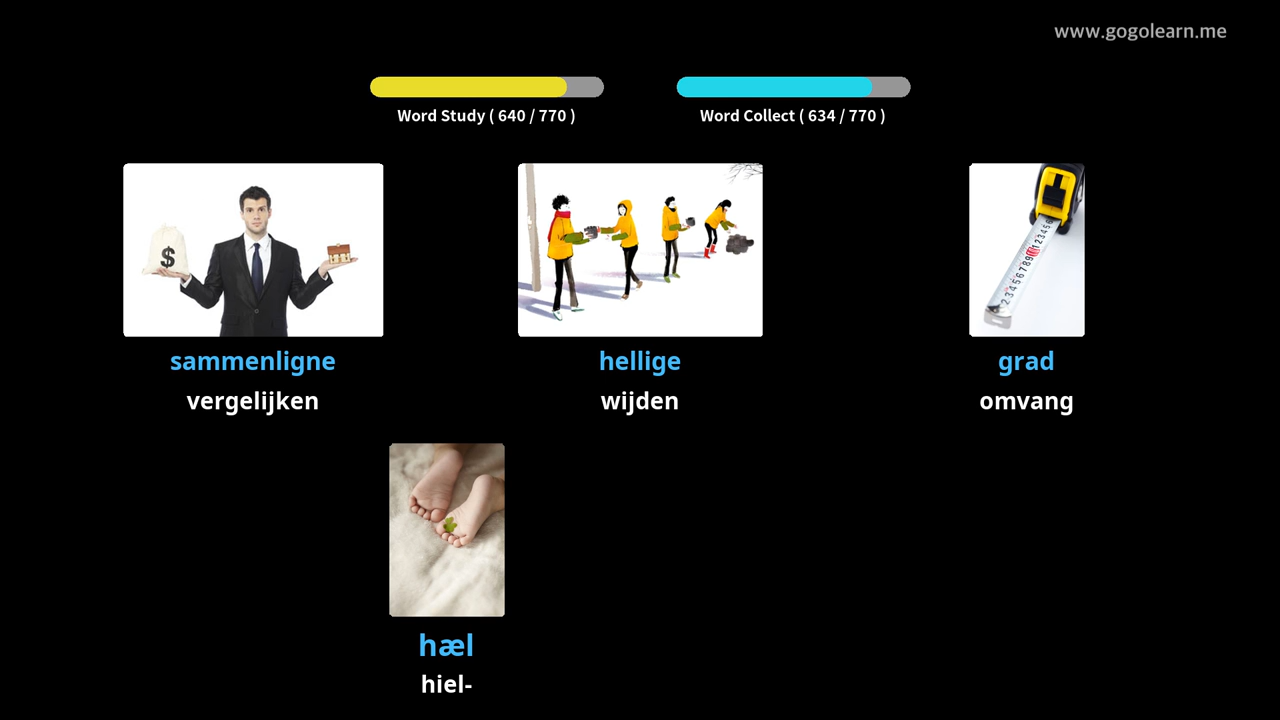 www.gogolearn.me
Word Study ( 640 / 770 )
Word Collect ( 634 / 770 )
$
sammenligne
vergelijken
hellige
wijden
grad
omvang
hæl
hiel-